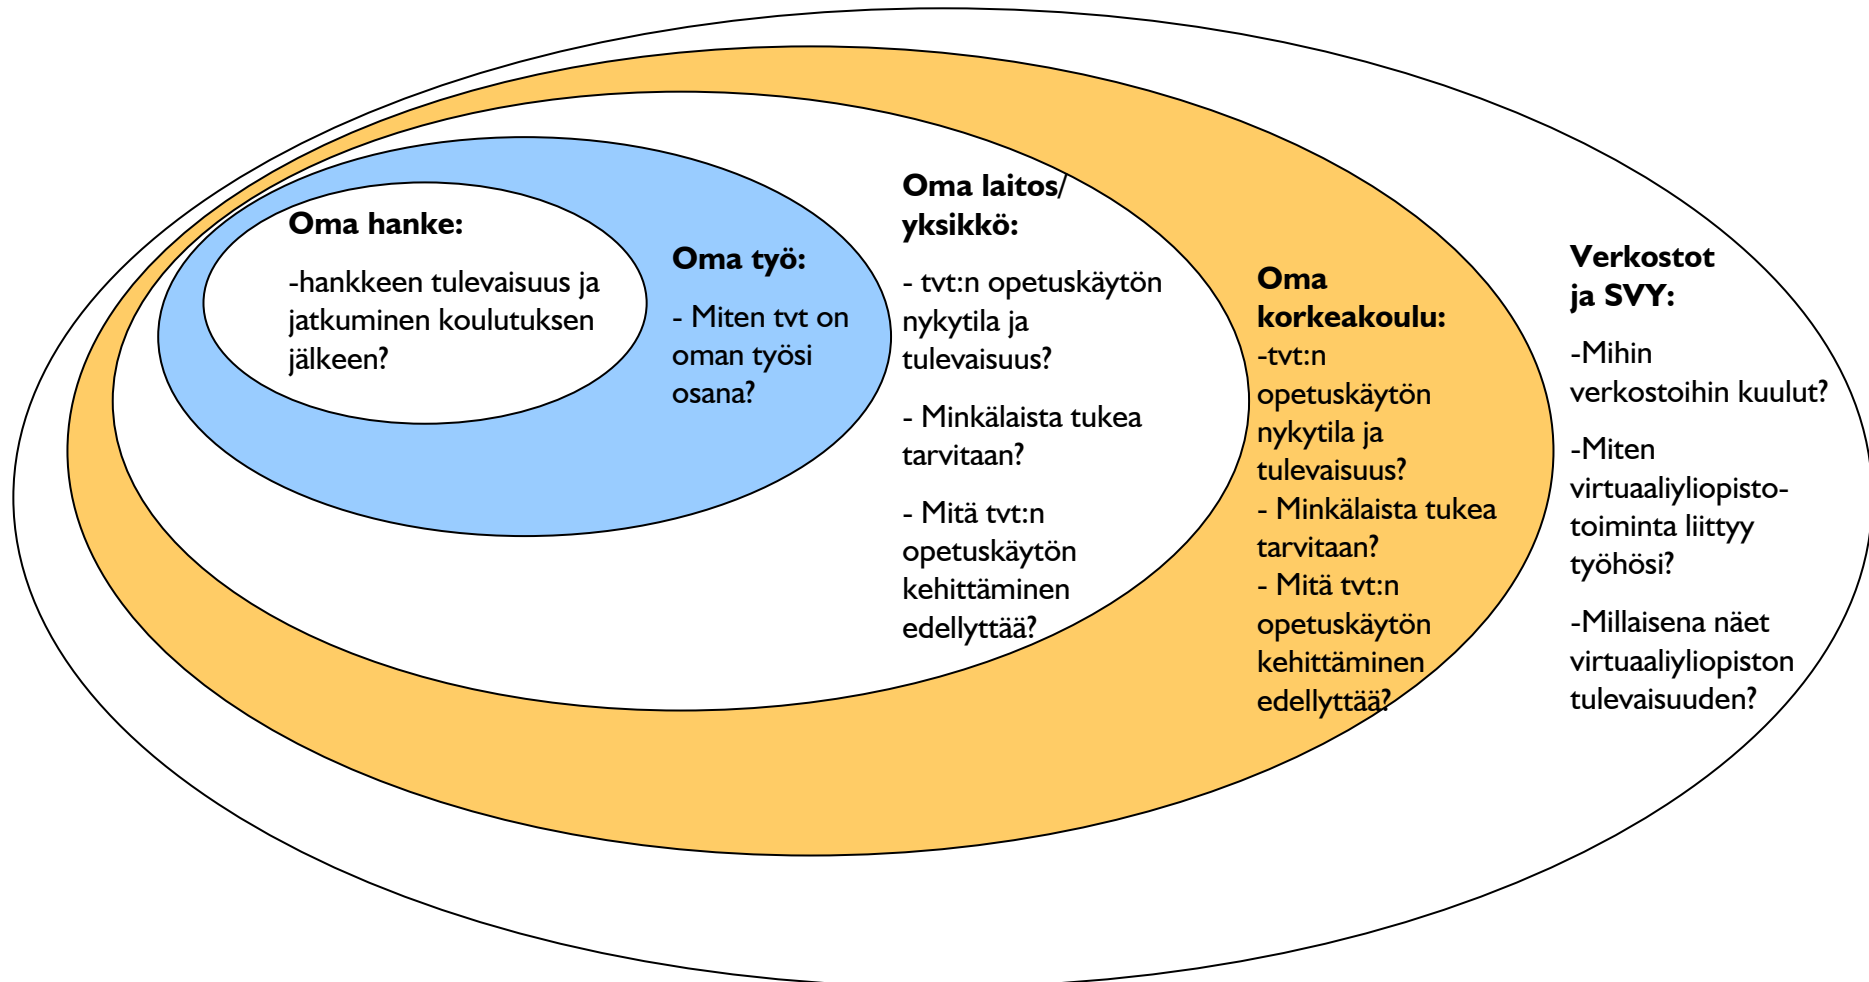 Oma hanke:
-hankkeen tulevaisuus ja
jatkuminen koulutuksen
jälkeen?
Oma työ:
- Miten tvt on
oman työsi
osana?
Oma laitos/
yksikkö:
- tvt:n opetuskäytön
nykytila ja
tulevaisuus?
- Minkälaista tukea
tarvitaan?
- Mitä tvt:n
opetuskäytön
kehittäminen
edellyttää?
Oma
korkeakoulu:
-tvt:n
opetuskäytön
nykytila ja
tulevaisuus?
- Minkälaista tukea
tarvitaan?
- Mitä tvt:n
opetuskäytön
kehittäminen
edellyttää?
Verkostot
ja SVY:
-Mihin
verkostoihin kuulut?
-Miten
virtuaaliyliopisto-
toiminta liittyy
työhösi?
-Millaisena näet
virtuaaliyliopiston
tulevaisuuden?